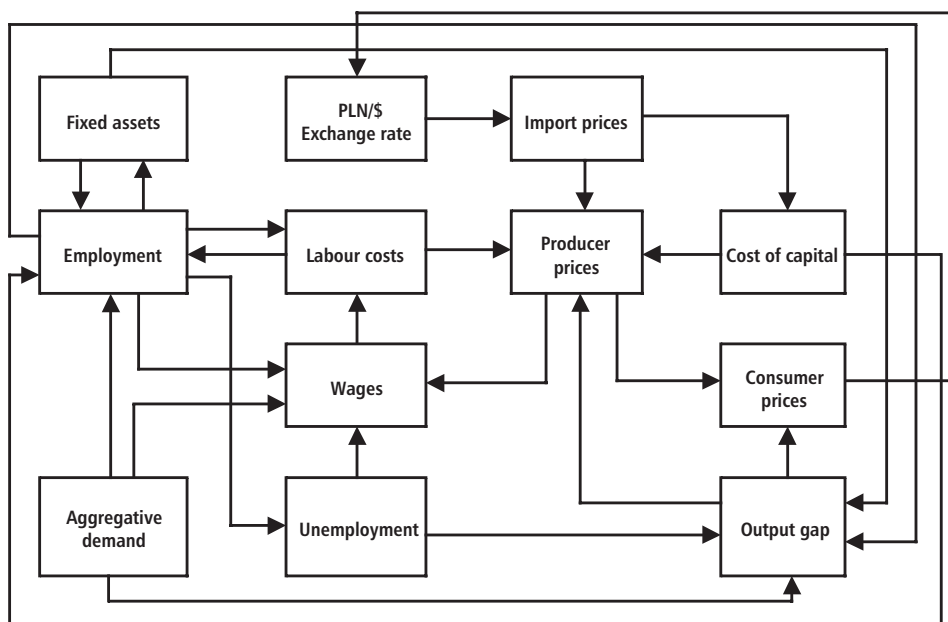 Fixed assets
PLN/$
Exchange rate
Import prices
Employment
Labour costs
Producer
prices
Cost of capital
Wages
Consumer
prices
Aggregative
demand
Unemployment
Output gap